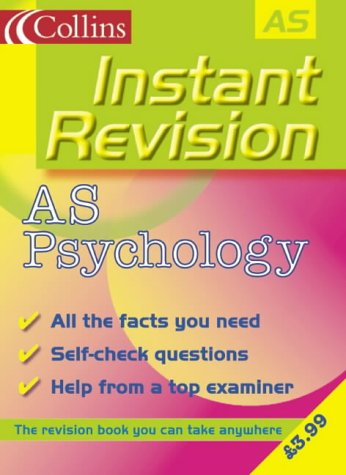 Collins
AS
Instant
Revision
AS
Psychology
All the facts you need
Self-check questions
Help from a top examiner
The revision book you can take anywhere
£3.99